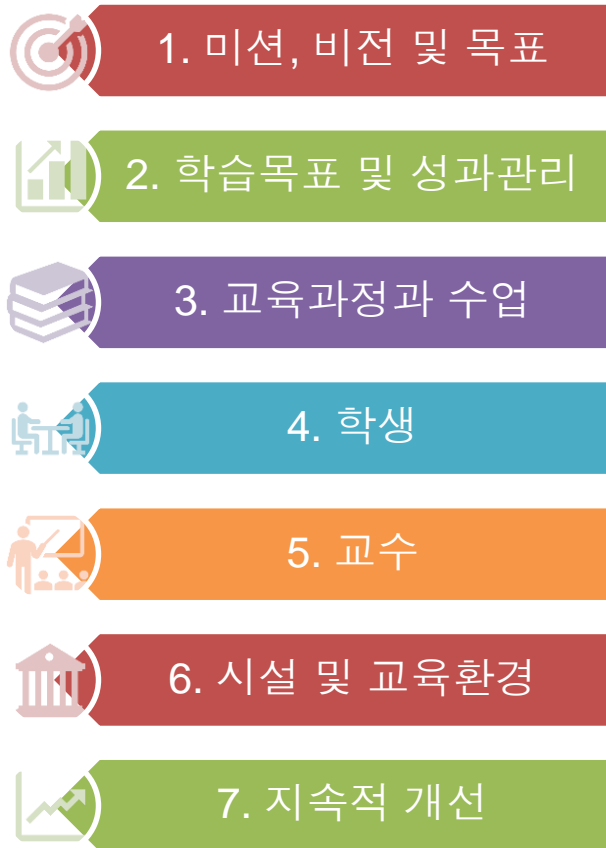 1. 미션, 비전 및 목표
2. 학습목표 및 성과관리
3. 교육과정과 수업
4. 학생
5. 교수
6. 시설 및 교육환경
7. 지속적 개선